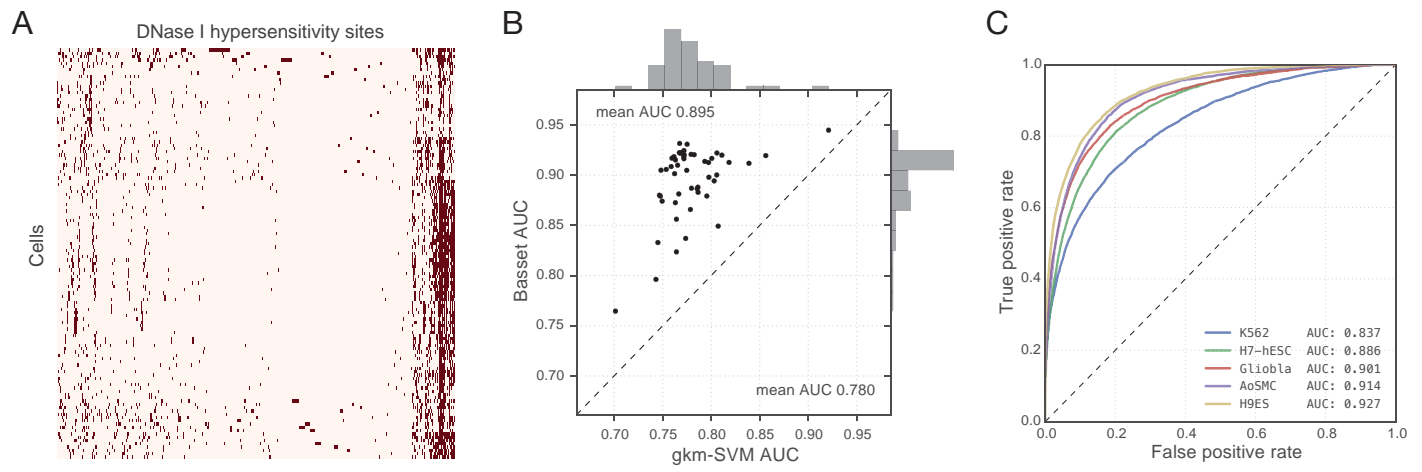 A
DNase I hypersensitivity sites
Cells
B
mean AUC 0.895
0.95
0.90
0.85
0.80
0.75
0.70
Basset AUC
mean AUC 0.780
0.70 0.75 0.80 0.85 0.90 0.95
gkm-SVM AUC
C
1.0
0.8
0.6
0.4
0.2
0.0
True positive rate
K562 AUC: 0.837
H7-hESC AUC: 0.886
Gliobla AUC: 0.901
AoSMC AUC: 0.914
H9ES AUC: 0.927
0.0 0.2 0.4 0.6 0.8 1.0
False positive rate